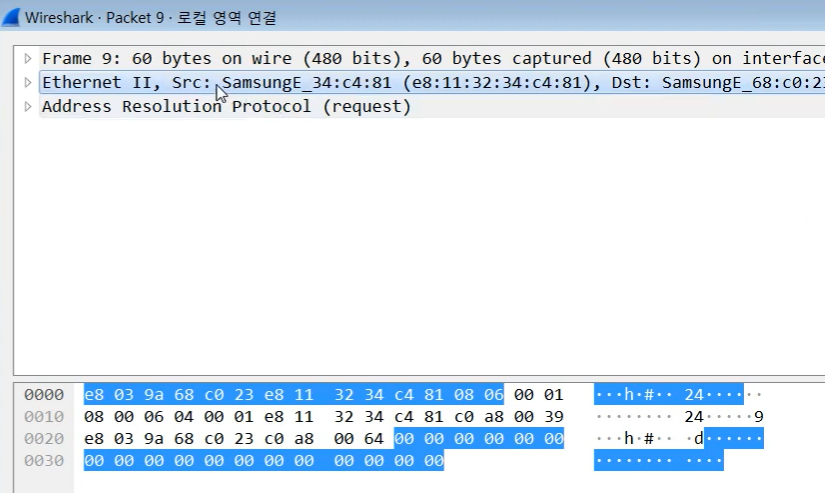 Wireshark · Packet 9 · 로컬 영역 연결
Frame 9: 60 bytes on wire (480 bits), 60 bytes captured (480 bits) on interface
Ethernet II, Src: SamsungE_34:c4:81 (e8:11:32:34:c4:81), Dst: SamsungE_68:c0:23
Address Resolution Protocol (request)
0000 e8 03 9a 68 c0 23 e8 11 32 34 c4 81 08 06 00 01 ···h·#·· 24······
0010 08 00 06 04 00 01 e8 11 32 34 c4 81 c0 a8 00 39 ········ 24·····9
0020 e8 03 9a 68 c0 23 c0 a8 00 64 00 00 00 00 00 00 ···h·#·· ·d······
0030 00 00 00 00 00 00 00 00 00 00 00 00 ········ ····